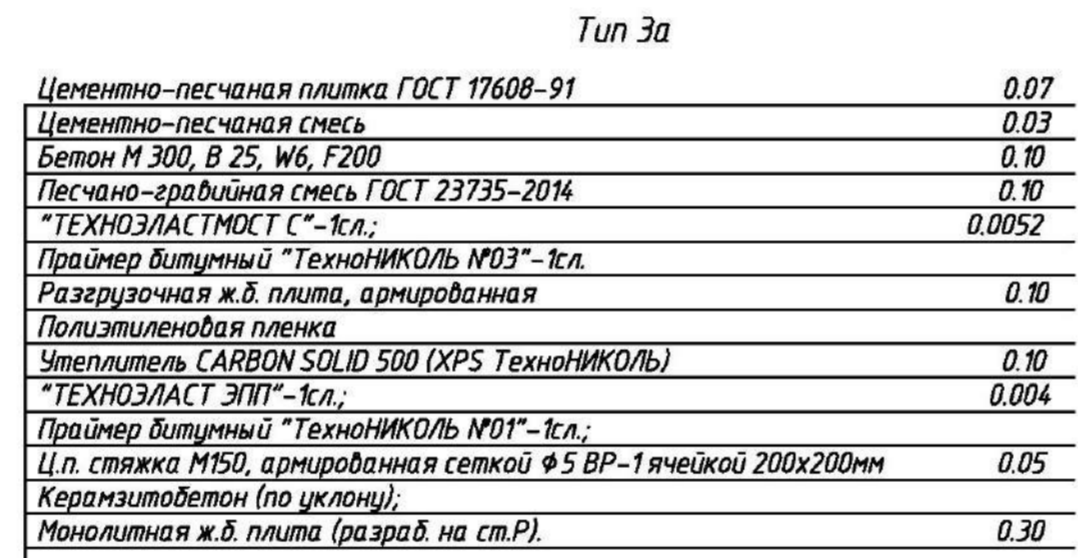 Тип 3а
Цементно-песчаная плитка ГОСТ 17608-91 0.07
Цементно-песчаная смесь 0.03
Бетон М 300, В 25, W6, F200 0.10
Песчано-гравийная смесь ГОСТ 23735-2014 0.10
"ТЕХНОЭЛАСТМОСТ С"-1сл.; 0.0052
Праймер битумный "ТехноНИКОЛЬ №03"-1сл.
Разгрузочная ж.б. плита, армированная 0.10
Полиэтиленовая пленка
Утеплитель CARBON SOLID 500 (XPS ТехноНИКОЛЬ) 0.10
"ТЕХНОЭЛАСТ ЭПП"-1сл.; 0.004
Праймер битумный "ТехноНИКОЛЬ №01"-1сл.;
Ц.п. стяжка М150, армированная сеткой ϕ5 ВР-1 ячейкой 200х200мм 0.05
Керамзитобетон (по уклону);
Монолитная ж.б. плита (разраб. на ст.Р). 0.30